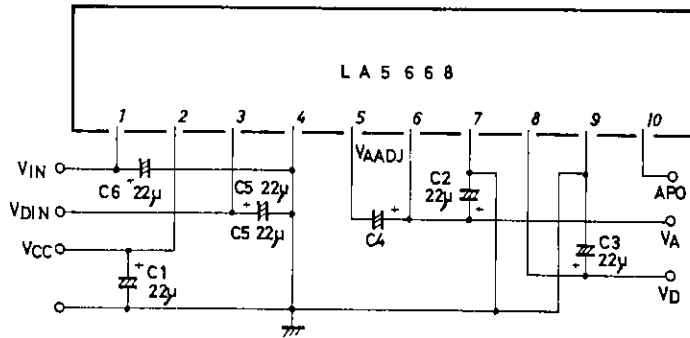 LA5668
1 2 3 4 5 6 7 8 9 10
VAADJ
VIN
C6 + 22µ
C5 22µ
C2 22µ +
APO
VDIN
+ C5 22µ
C4 +
VA
VCC
+ C1 22µ
C3 22µ +
VD